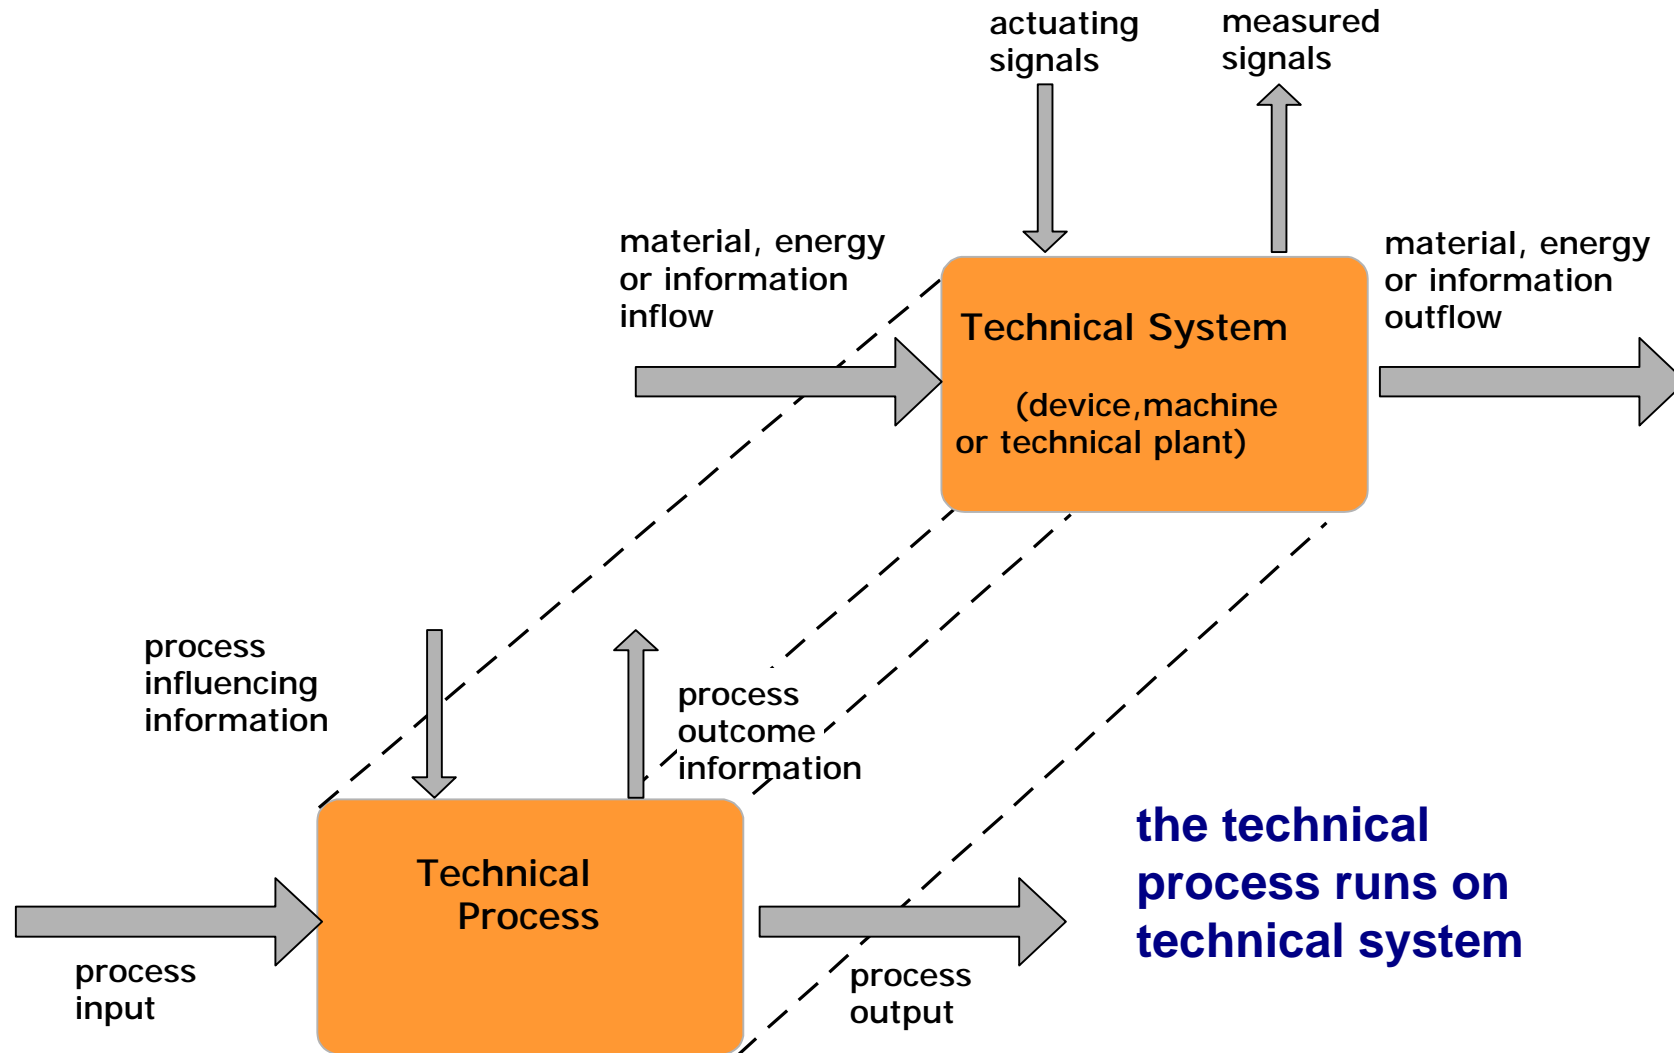 actuating
signals
measured
signals
material, energy
or information
inflow
Technical System
(device,machine
or technical plant)
material, energy
or information
outflow
process
influencing
information
process
outcome
information
Technical
Process
process
input
process
output
the technical
process runs on
technical system